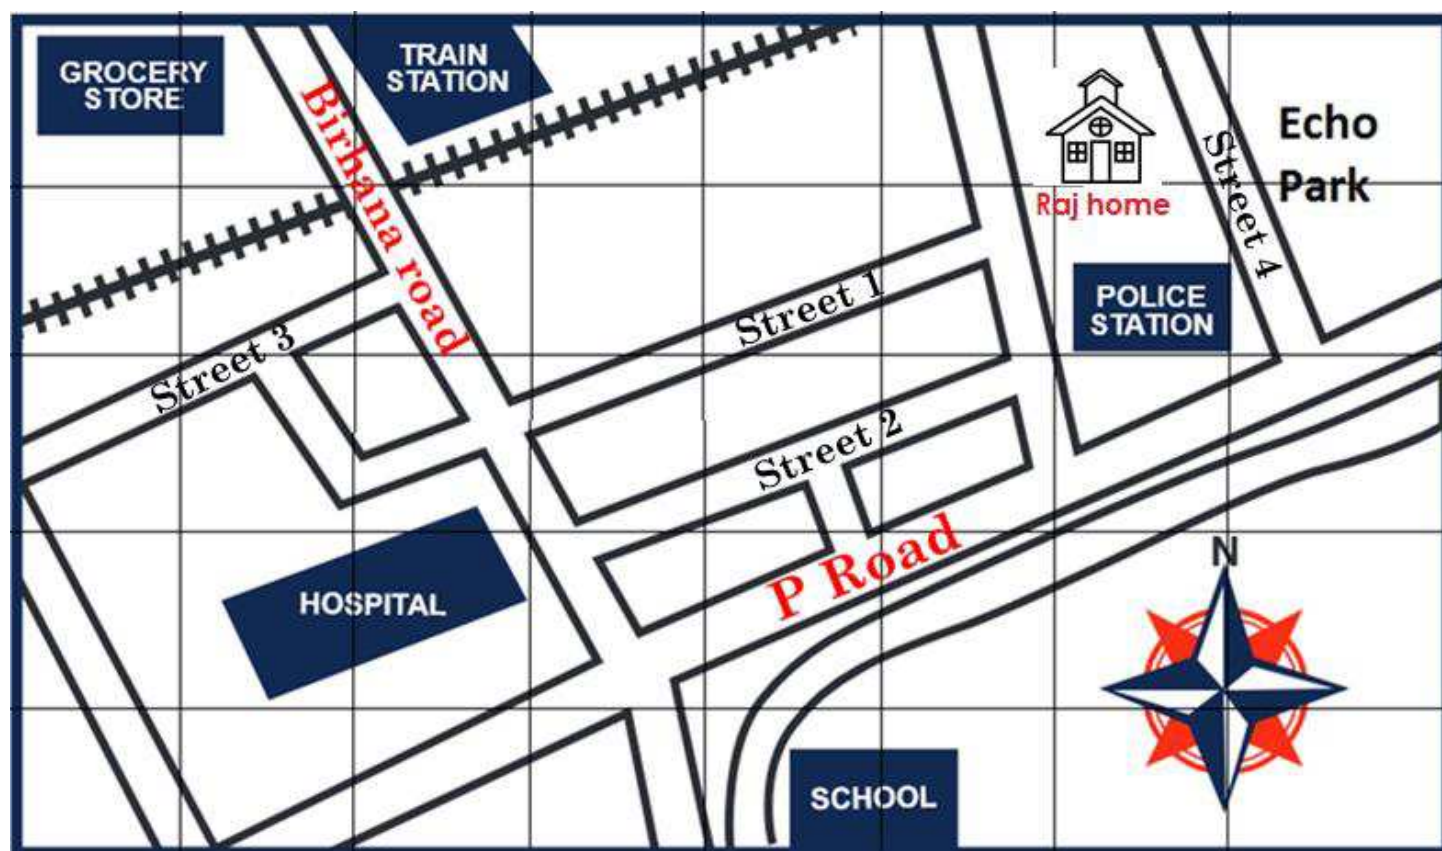 GROCERY
STORE
TRAIN
STATION
Birhana road
Raj home
Street 4
Echo
Park
POLICE
STATION
Street 1
Street 3
Street 2
P Road
HOSPITAL
N
SCHOOL